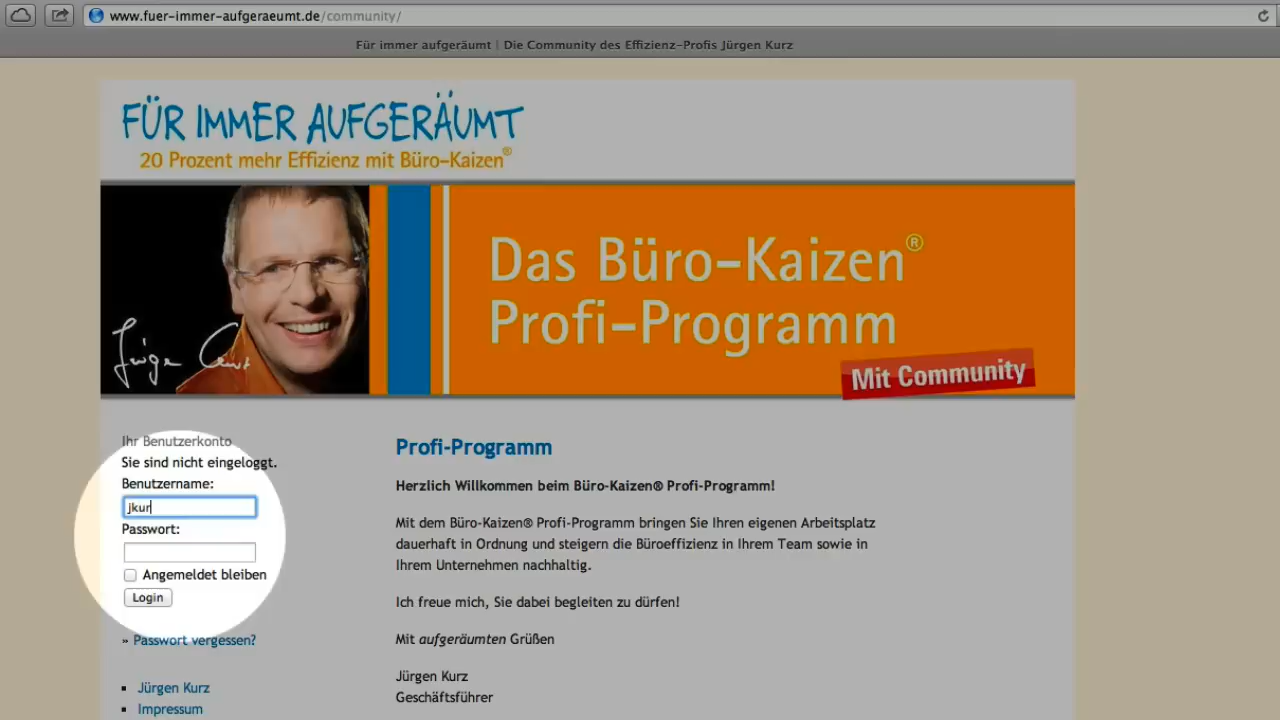 www.fuer-immer-aufgeraeumt.de/community/
Für immer aufgeräumt | Die Community des Effizienz-Profis Jürgen Kurz
FÜR IMMER AUFGERÄUMT
20 Prozent mehr Effizienz mit Büro-Kaizen®
Das Büro-Kaizen®
Profi-Programm
Mit Community
Ihr Benutzerkonto
Sie sind nicht eingeloggt.
Benutzername:
jkur
Passwort:
Angemeldet bleiben
Login
» Passwort vergessen?
▪ Jürgen Kurz
▪ Impressum
Profi-Programm
Herzlich Willkommen beim Büro-Kaizen® Profi-Programm!
Mit dem Büro-Kaizen® Profi-Programm bringen Sie Ihren eigenen Arbeitsplatz
dauerhaft in Ordnung und steigern die Büroeffizienz in Ihrem Team sowie in
Ihrem Unternehmen nachhaltig.
Ich freue mich, Sie dabei begleiten zu dürfen!
Mit aufgeräumten Grüßen
Jürgen Kurz
Geschäftsführer